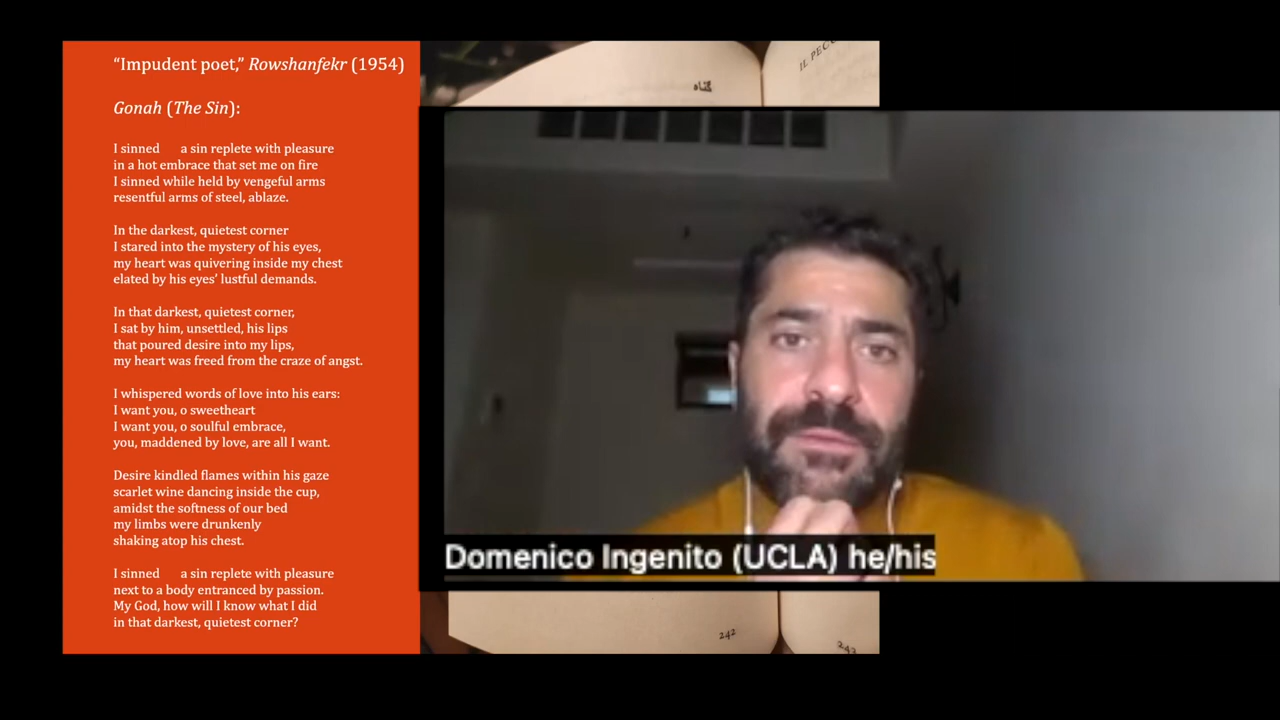 “Impudent poet,” Rowshanfekr (1954)
Gonah (The Sin):
I sinned a sin replete with pleasure
in a hot embrace that set me on fire
I sinned while held by vengeful arms
resentful arms of steel, ablaze.
In the darkest, quietest corner
I stared into the mystery of his eyes,
my heart was quivering inside my chest
elated by his eyes’ lustful demands.
In that darkest, quietest corner,
I sat by him, unsettled, his lips
that poured desire into my lips,
my heart was freed from the craze of angst.
I whispered words of love into his ears:
I want you, o sweetheart
I want you, o soulful embrace,
you, maddened by love, are all I want.
Desire kindled flames within his gaze
scarlet wine dancing inside the cup,
amidst the softness of our bed
my limbs were drunkenly
shaking atop his chest.
I sinned a sin replete with pleasure
next to a body entranced by passion.
My God, how will I know what I did
in that darkest, quietest corner?
گناه
IL PECC
Domenico Ingenito (UCLA) he/his
242
243